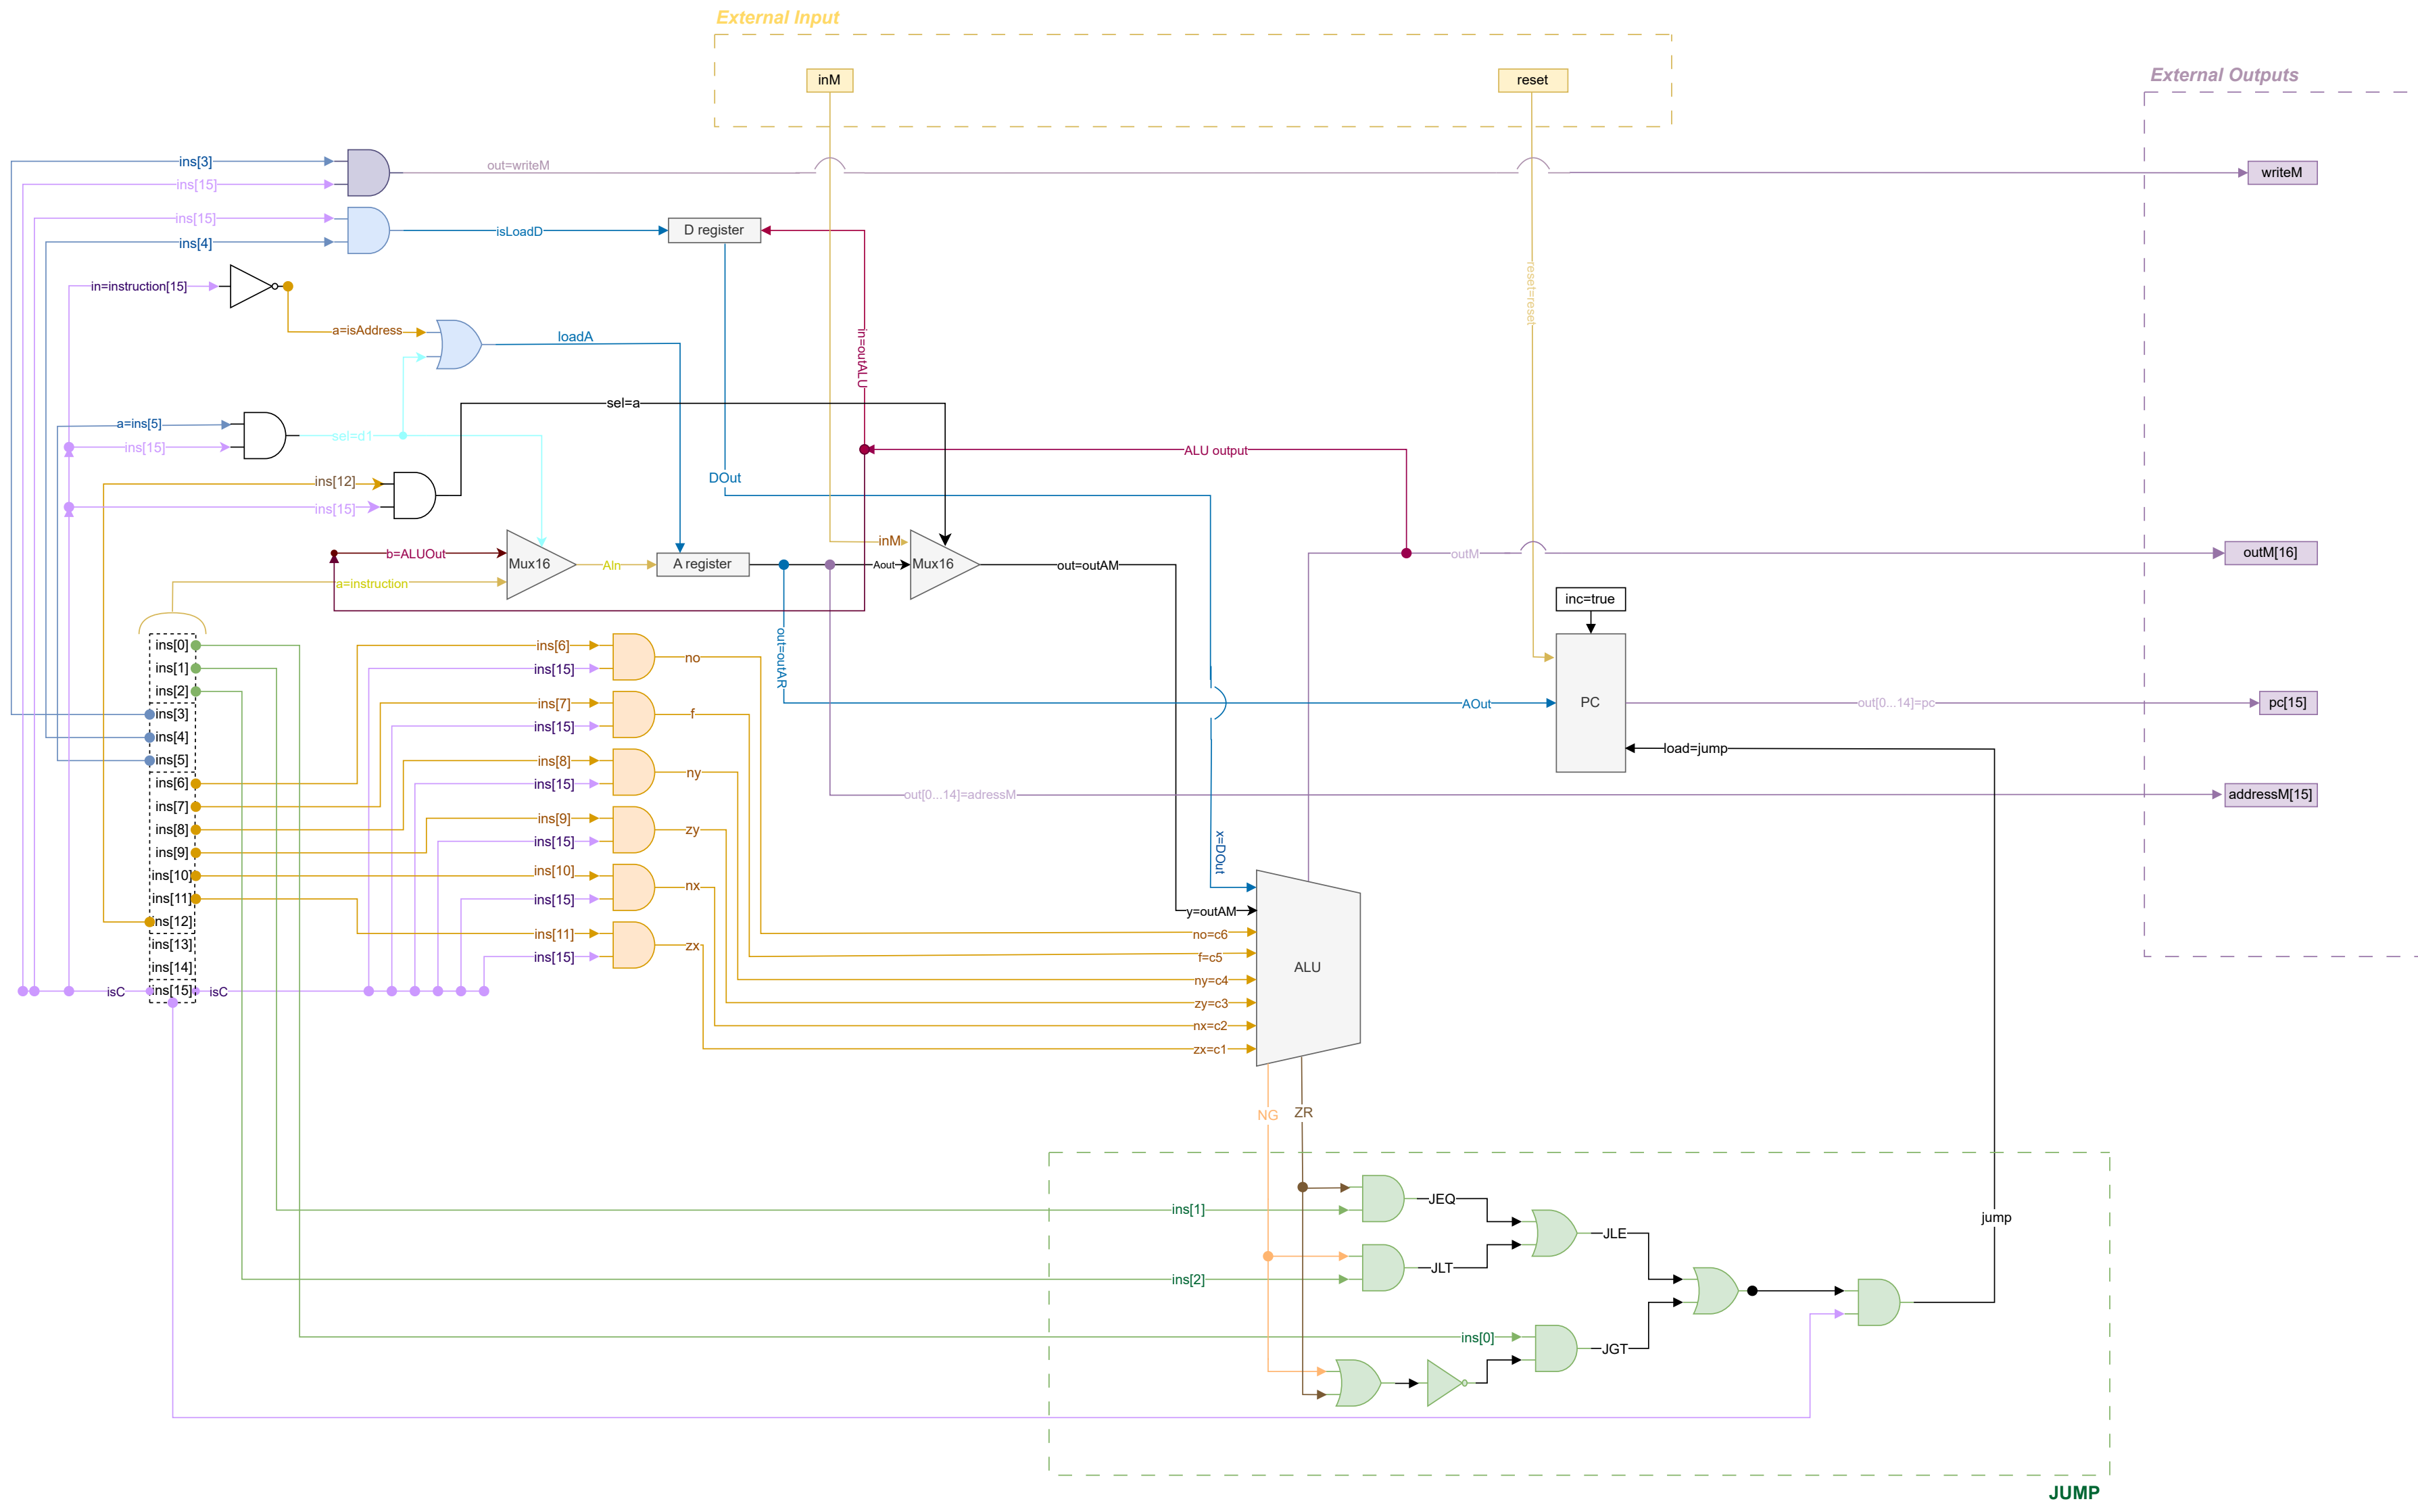 External Input
External Outputs
inM
reset
ins[3]
out=writeM
writeM
ins[15]
ins[15]
isLoadD
D register
ins[4]
in=instruction[15]
reset=reset
a=isAddress
loadA
in=outALU
sel=a
a=ins[5]
sel=d1
ins[15]
ALU output
DOut
ins[12]
ins[15]
inM
b=ALUOut
outM
outM[16]
Mux16
AIn
A register
Aout
Mux16
out=outAM
a=instruction
inc=true
ins[0]
ins[6]
no
out=outAR
ins[1]
ins[15]
ins[2]
ins[7]
AOut
PC
out[0...14]=pc
pc[15]
ins[3]
f
ins[15]
ins[4]
load=jump
ins[5]
ins[8]
ny
ins[6]
ins[15]
out[0...14]=adressM
addressM[15]
ins[7]
ins[9]
ins[8]
zy
ins[15]
x=DOut
ins[9]
ins[10]
ins[10]
nx
ins[11]
ins[15]
y=outAM
ins[12]
ins[11]
no=c6
ins[13]
zx
ins[15]
f=c5
ins[14]
ALU
ny=c4
isC
ins[15]
isC
zy=c3
nx=c2
zx=c1
NG
ZR
JEQ
ins[1]
jump
JLE
JLT
ins[2]
ins[0]
JGT
JUMP